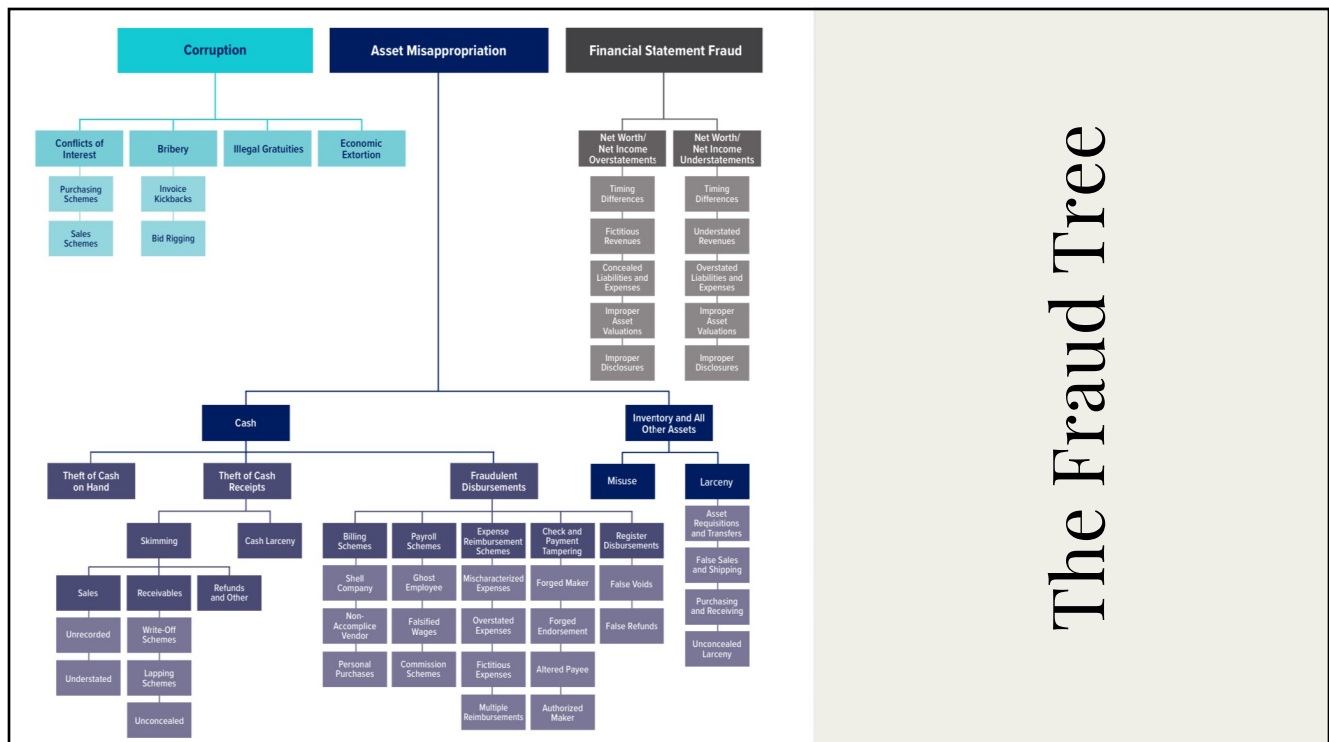 Corruption
Asset Misappropriation
Financial Statement Fraud
Conflicts of
Interest
Bribery
Illegal Gratuities
Economic
Extortion
Net Worth/
Net Income
Overstatements
Net Worth/
Net Income
Understatements
Purchasing
Schemes
Sales
Schemes
Invoice
Kickbacks
Bid Rigging
Timing
Differences
Fictitious
Revenues
Concealed
Liabilities and
Expenses
Improper
Asset
Valuations
Improper
Disclosures
Timing
Differences
Understated
Revenues
Overstated
Liabilities and
Expenses
Improper
Asset
Valuations
Improper
Disclosures
Cash
Inventory and All
Other Assets
Theft of Cash
on Hand
Theft of Cash
Receipts
Fraudulent
Disbursements
Misuse
Larceny
Skimming
Cash Larceny
Sales
Receivables
Refunds
and Other
Unrecorded
Understated
Write-Off
Schemes
Lapping
Schemes
Unconcealed
Billing
Schemes
Shell
Company
Non-
Accomplice
Vendor
Personal
Purchases
Payroll
Schemes
Ghost
Employee
Falsified
Wages
Commission
Schemes
Expense
Reimbursement
Schemes
Mischaracterized
Expenses
Overstated
Expenses
Fictitious
Expenses
Multiple
Reimbursements
Check and
Payment
Tampering
Forged Maker
Forged
Endorsement
Altered Payee
Authorized
Maker
Register
Disbursements
False Voids
False Refunds
Asset
Requisitions
and Transfers
False Sales
and Shipping
Purchasing
and Receiving
Unconcealed
Larceny
The Fraud Tree